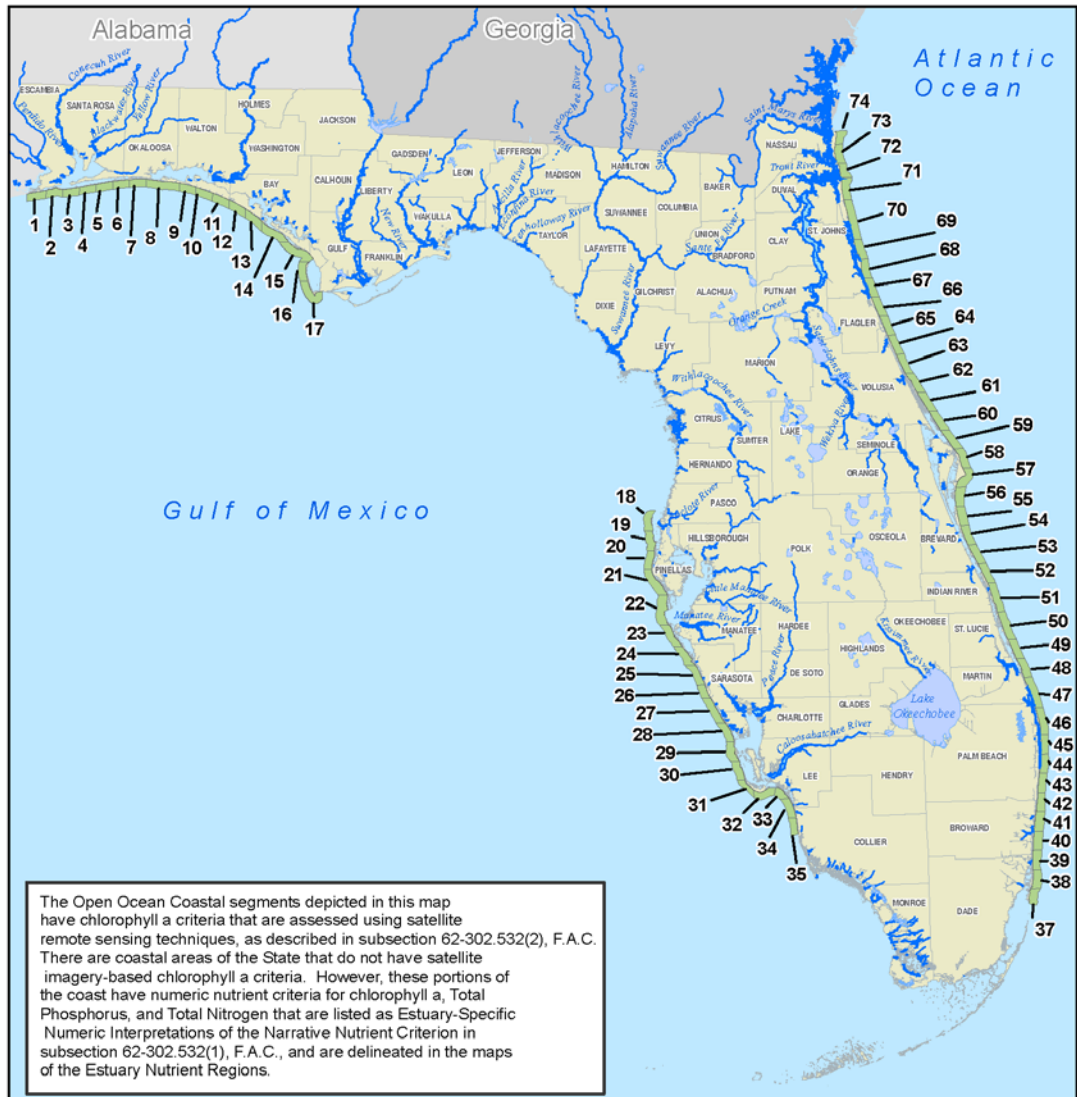 Alabama
Georgia
Atlantic
Ocean
Gulf of Mexico
Conecuh River
Perdido River
Blackwater River
Yellow River
ESCAMBIA
SANTA ROSA
OKALOOSA
WALTON
HOLMES
WASHINGTON
JACKSON
BAY
CALHOUN
GULF
LIBERTY
GADSDEN
FRANKLIN
New River
LEON
WAKULLA
JEFFERSON
MADISON
TAYLOR
HAMILTON
SUWANNEE
LAFAYETTE
DIXIE
Alapaha River
Suwannee River
Suwannee River
COLUMBIA
BAKER
UNION
BRADFORD
Sante Fe River
GILCHRIST
ALACHUA
LEVY
Saint Marys River
NASSAU
Trout River
DUVAL
ST. JOHNS
CLAY
PUTNAM
Orange Creek
FLAGLER
MARION
Saint Johns River
VOLUSIA
Withlacoochee River
CITRUS
SUMTER
LAKE
Wekiva River
SEMINOLE
HERNANDO
ORANGE
PASCO
HILLSBOROUGH
PINELLAS
POLK
OSCEOLA
BREVARD
INDIAN RIVER
Little Manatee River
Manatee River
MANATEE
HARDEE
Peace River
HIGHLANDS
OKEECHOBEE
ST. LUCIE
Kissimmee River
SARASOTA
DE SOTO
MARTIN
CHARLOTTE
GLADES
Lake
Okeechobee
Caloosahatchee River
LEE
HENDRY
PALM BEACH
COLLIER
BROWARD
MONROE
DADE
1
2
3
4
5
6
7
8
9
10
11
12
13
14
15
16
17
18
19
20
21
22
23
24
25
26
27
28
29
30
31
32
33
34
35
74
73
72
71
70
69
68
67
66
65
64
63
62
61
60
59
58
57
56
55
54
53
52
51
50
49
48
47
46
45
44
43
42
41
40
39
38
37
The Open Ocean Coastal segments depicted in this map
have chlorophyll a criteria that are assessed using satellite
remote sensing techniques, as described in subsection 62-302.532(2), F.A.C.
There are coastal areas of the State that do not have satellite
imagery-based chlorophyll a criteria. However, these portions of
the coast have numeric nutrient criteria for chlorophyll a, Total
Phosphorus, and Total Nitrogen that are listed as Estuary-Specific
Numeric Interpretations of the Narrative Nutrient Criterion in
subsection 62-302.532(1), F.A.C., and are delineated in the maps
of the Estuary Nutrient Regions.